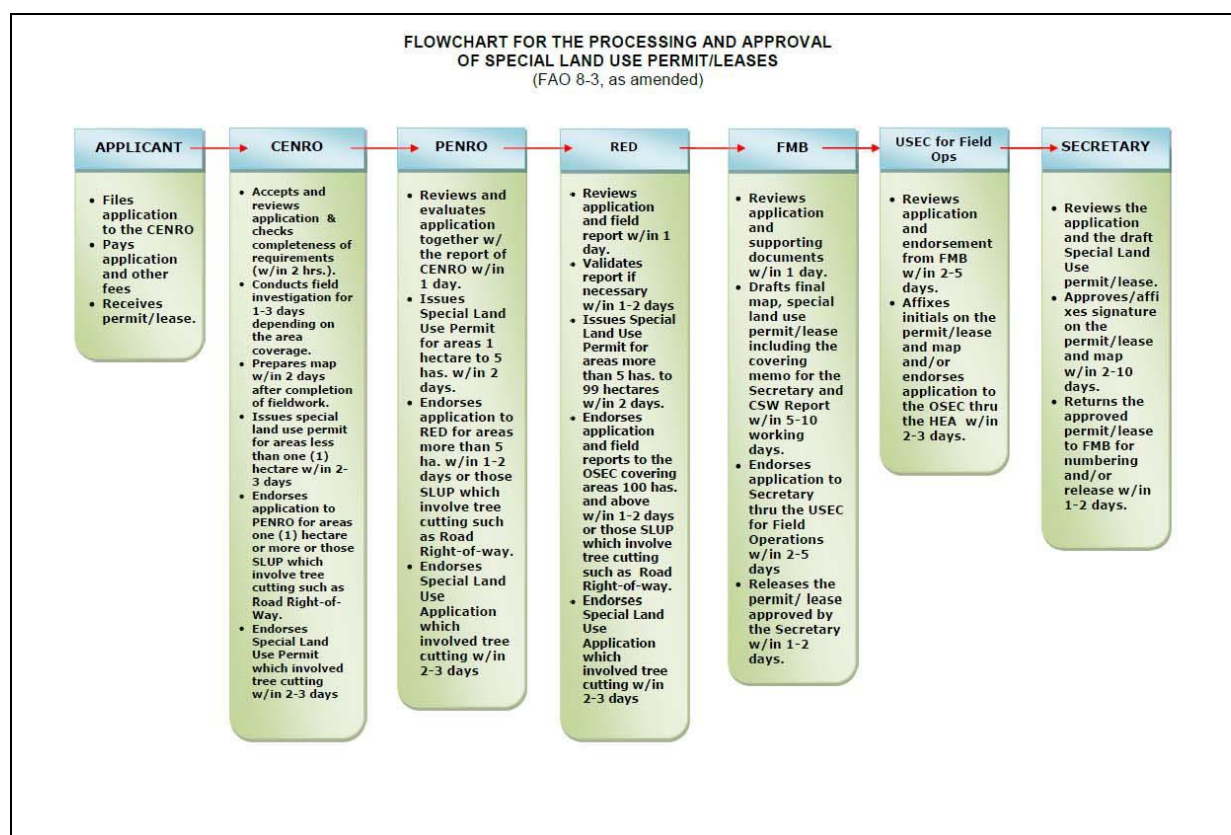 FLOWCHART FOR THE PROCESSING AND APPROVAL
OF SPECIAL LAND USE PERMIT/LEASES
(FAO 8-3, as amended)
APPLICANT
• Files
application
to the CENRO
• Pays
application
and other
fees
• Receives
permit/lease.
CENRO
• Accepts and
reviews
application &
checks
completeness of
requirements
(w/in 2 hrs.).
• Conducts field
investigation for
1-3 days
depending on
the area
coverage.
• Prepares map
w/in 2 days
after completion
of fieldwork.
• Issues special
land use permit
for areas less
than one (1)
hectare w/in 2-
3 days
• Endorses
application to
PENRO for areas
one (1) hectare
or more or those
SLUP which
involve tree
cutting such as
Road Right-of-
Way.
• Endorses
Special Land
Use Permit
which involved
tree cutting
w/in 2-3 days
PENRO
• Reviews and
evaluates
application
together w/
the report of
CENRO w/in
1 day.
• Issues
Special Land
Use Permit
for areas 1
hectare to 5
has. w/in 2
days.
• Endorses
application to
RED for areas
more than 5
ha. w/in 1-2
days or those
SLUP which
involve tree
cutting such
as Road
Right-of-way.
• Endorses
Special Land
Use
Application
which
involved tree
cutting w/in
2-3 days
RED
• Reviews
application
and field
report w/in 1
day.
• Validates
report if
necessary
w/in 1-2 days
• Issues Special
Land Use
Permit for
areas more
than 5 has. to
99 hectares
w/in 2 days.
• Endorses
application
and field
reports to the
OSEC covering
areas 100 has.
and above
w/in 1-2 days
or those SLUP
which involve
tree cutting
such as Road
Right-of-way.
• Endorses
Special Land
Use
Application
which
involved tree
cutting w/in
2-3 days
FMB
• Reviews
application
and
supporting
documents
w/in 1 day.
• Drafts final
map, special
land use
permit/lease
including the
covering
memo for the
Secretary and
CSW Report
w/in 5-10
working
days.
• Endorses
application to
Secretary
thru the USEC
for Field
Operations
w/in 2-5
days
• Releases the
permit/ lease
approved by
the Secretary
w/in 1-2
days.
USEC for Field
Ops
• Reviews
application
and
endorsement
from FMB
w/in 2-5
days.
• Affixes
initials on the
permit/lease
and map
and/or
endorses
application to
the OSEC thru
the HEA w/in
2-3 days.
SECRETARY
• Reviews the
application
and the draft
Special Land
Use
permit/lease.
• Approves/affi
xes signature
on the
permit/lease
and map
w/in 2-10
days.
• Returns the
approved
permit/lease
to FMB for
numbering
and/or
release w/in
1-2 days.